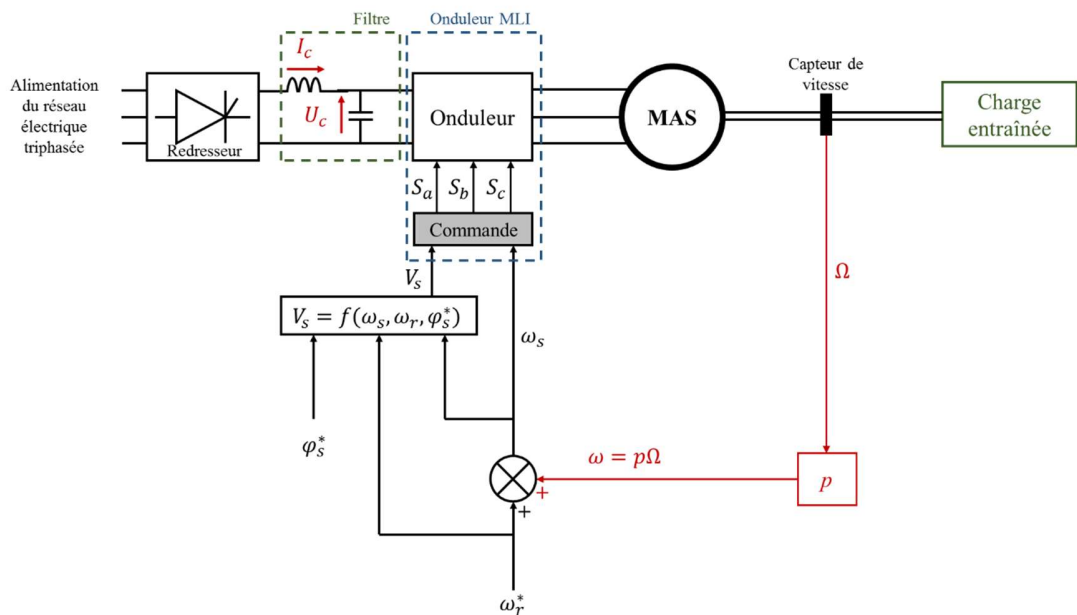 Filtre
Onduleur MLI
Alimentation
du réseau
électrique
triphasée
Redresseur
I_c
U_c
Onduleur
MAS
Capteur de
vitesse
Charge
entraînée
S_a S_b S_c
Commande
V_s
Ω
V_s = f(ω_s, ω_r, φ_s^*)
ω_s
φ_s^*
ω = pΩ
p
+
+
ω_r^*